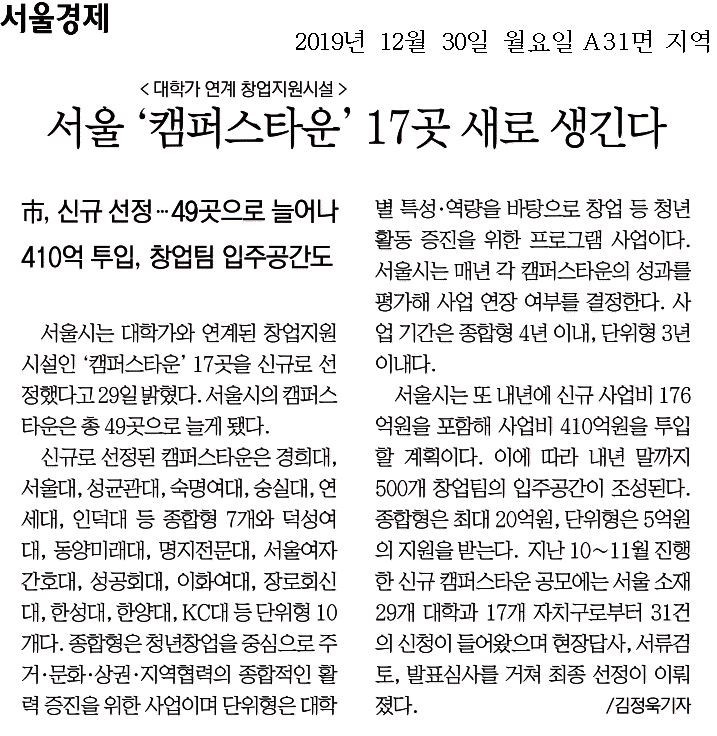 서울경제
2019년 12월 30일 월요일 A31면 지역
< 대학가 연계 창업지원시설 >
서울 ‘캠퍼스타운’ 17곳 새로 생긴다
市, 신규 선정…49곳으로 늘어나
410억 투입, 창업팀 입주공간도
서울시는 대학가와 연계된 창업지원
시설인 ‘캠퍼스타운’ 17곳을 신규로 선
정했다고 29일 밝혔다. 서울시의 캠퍼스
타운은 총 49곳으로 늘게 됐다.
신규로 선정된 캠퍼스타운은 경희대,
서울대, 성균관대, 숙명여대, 숭실대, 연
세대, 인덕대 등 종합형 7개와 덕성여
대, 동양미래대, 명지전문대, 서울여자
간호대, 성공회대, 이화여대, 장로회신
대, 한성대, 한양대, KC대 등 단위형 10
개다. 종합형은 청년창업을 중심으로 주
거·문화·상권·지역협력의 종합적인 활
력 증진을 위한 사업이며 단위형은 대학
별 특성·역량을 바탕으로 창업 등 청년
활동 증진을 위한 프로그램 사업이다.
서울시는 매년 각 캠퍼스타운의 성과를
평가해 사업 연장 여부를 결정한다. 사
업 기간은 종합형 4년 이내, 단위형 3년
이내다.
서울시는 또 내년에 신규 사업비 176
억원을 포함해 사업비 410억원을 투입
할 계획이다. 이에 따라 내년 말까지
500개 창업팀의 입주공간이 조성된다.
종합형은 최대 20억원, 단위형은 5억원
의 지원을 받는다. 지난 10~11월 진행
한 신규 캠퍼스타운 공모에는 서울 소재
29개 대학과 17개 자치구로부터 31건
의 신청이 들어왔으며 현장답사, 서류검
토, 발표심사를 거쳐 최종 선정이 이뤄
졌다. /김정욱기자